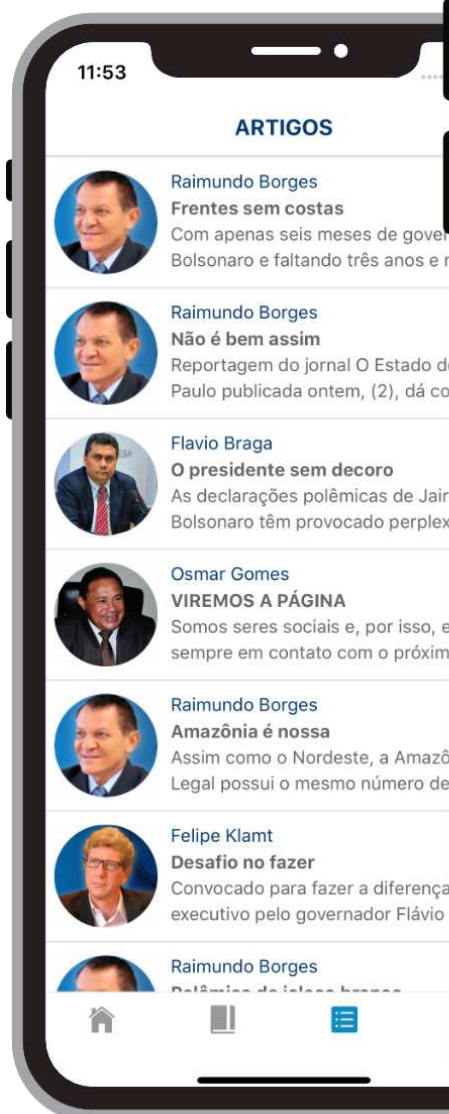 11:53
ARTIGOS
Raimundo Borges
Frentes sem costas
Com apenas seis meses de gover
Bolsonaro e faltando três anos e
Raimundo Borges
Não é bem assim
Reportagem do jornal O Estado d
Paulo publicada ontem, (2), dá co
Flavio Braga
O presidente sem decoro
As declarações polêmicas de Jair
Bolsonaro têm provocado perplex
Osmar Gomes
VIREMOS A PÁGINA
Somos seres sociais e, por isso, e
sempre em contato com o próxim
Raimundo Borges
Amazônia é nossa
Assim como o Nordeste, a Amazô
Legal possui o mesmo número de
Felipe Klamt
Desafio no fazer
Convocado para fazer a diferença
executivo pelo governador Flávio
Raimundo Borges